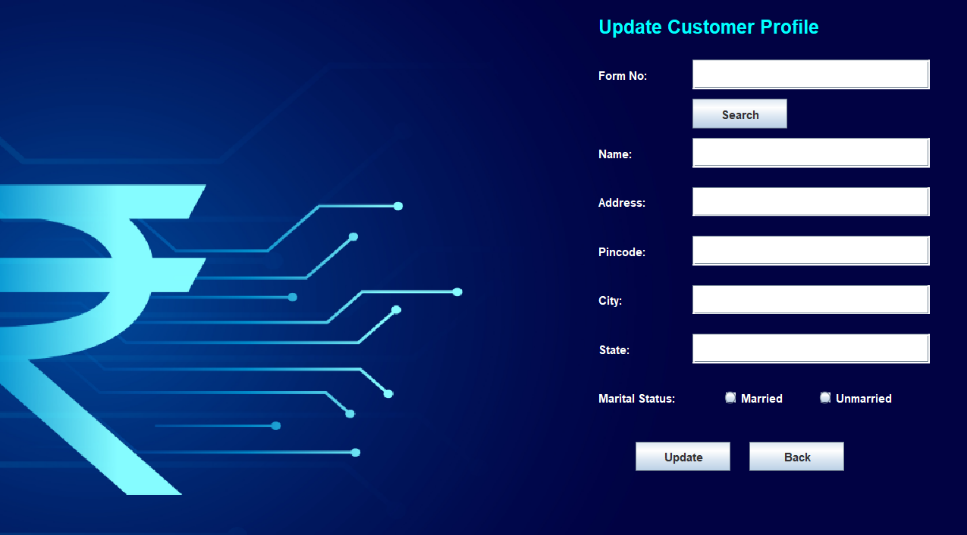 Update Customer Profile
Form No:
Search
Name:
Address:
Pincode:
City:
State:
Marital Status: Married Unmarried
Update Back